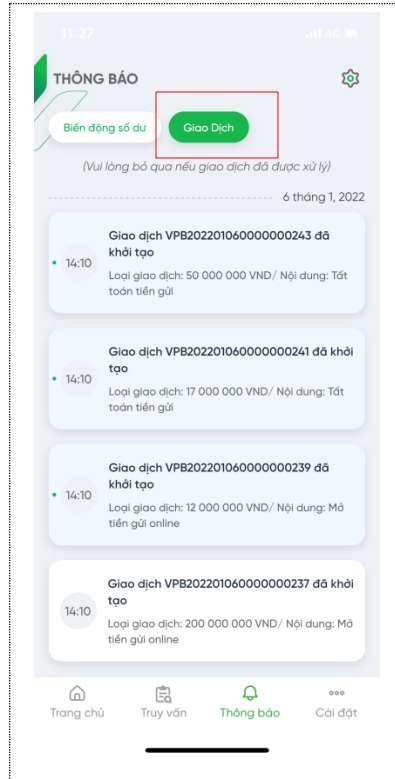 11:27
4G
THÔNG BÁO
Biến động số dư
Giao Dịch
(Vui lòng bỏ qua nếu giao dịch đã được xử lý)
6 tháng 1, 2022
Giao dịch VPB202201060000000243 đã
khởi tạo
14:10
Loại giao dịch: 50 000 000 VND/ Nội dung: Tất
toán tiền gửi
Giao dịch VPB202201060000000241 đã khởi
tạo
14:10
Loại giao dịch: 17 000 000 VND/ Nội dung: Tất
toán tiền gửi
Giao dịch VPB202201060000000239 đã
khởi tạo
14:10
Loại giao dịch: 12 000 000 VND/ Nội dung: Mở
tiền gửi online
Giao dịch VPB202201060000000237 đã khởi
tạo
14:10
Loại giao dịch: 200 000 000 VND/ Nội dung: Mở
tiền gửi online
Trang chủ
Truy vấn
Thông báo
Cài đặt